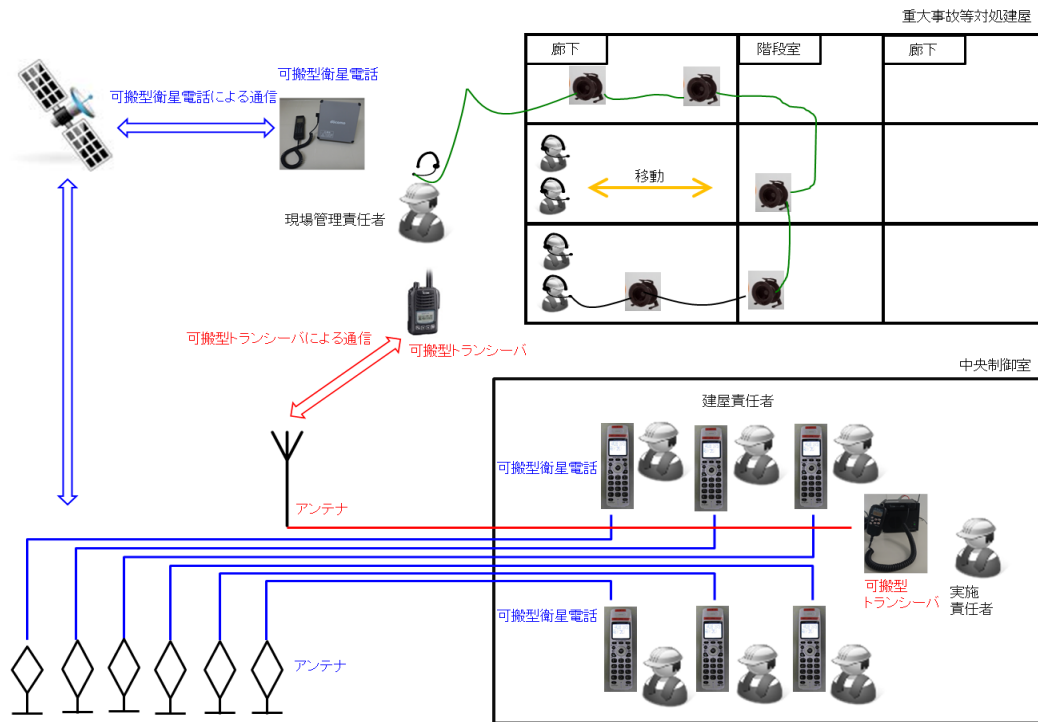 重大事故等対処建屋
廊下
階段室
廊下
可搬型衛星電話
可搬型衛星電話による通信
移動
現場管理責任者
可搬型トランシーバによる通信
可搬型トランシーバ
中央制御室
建屋責任者
可搬型衛星電話
アンテナ
可搬型
トランシーバ
実施
責任者
可搬型衛星電話
アンテナ